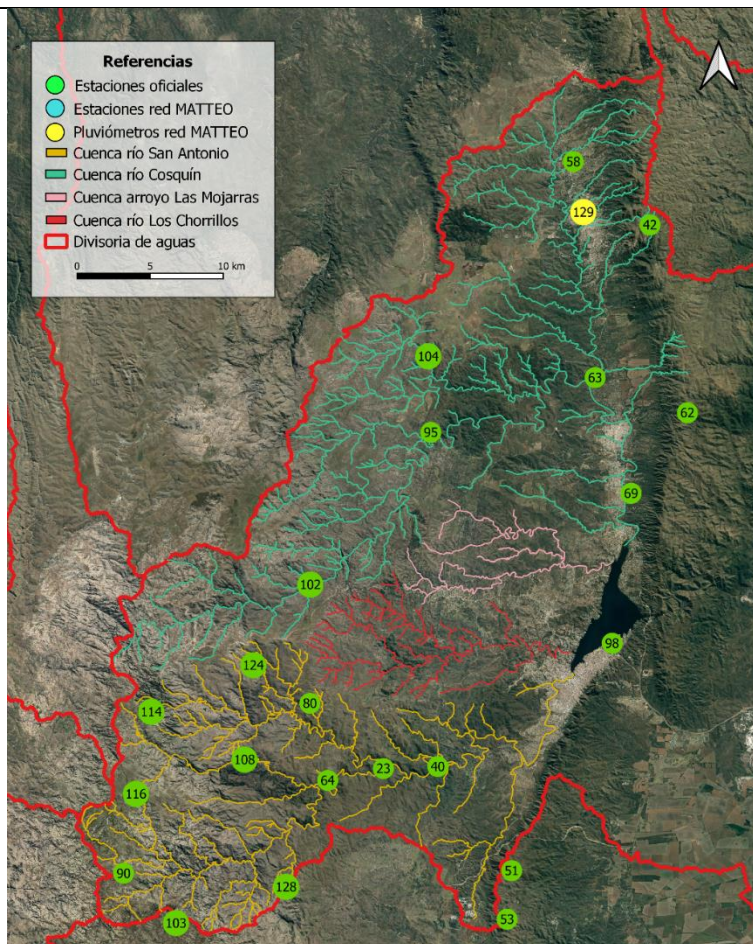 Referencias
Estaciones oficiales
Estaciones red MATTEO
Pluviómetros red MATTEO
Cuenca río San Antonio
Cuenca río Cosquín
Cuenca arroyo Las Mojarras
Cuenca río Los Chorrillos
Divisoria de aguas
0 5 10 km
58
129
42
104
63
62
95
69
102
98
124
80
114
108
23
40
64
116
90
51
128
103
53